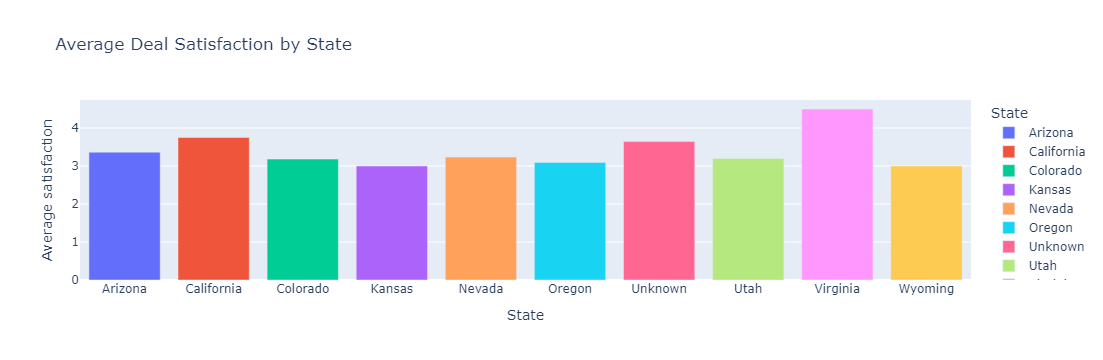 Average Deal Satisfaction by State
Average satisfaction
4
3
2
1
0
Arizona California Colorado Kansas Nevada Oregon Unknown Utah Virginia Wyoming
State
State
Arizona
California
Colorado
Kansas
Nevada
Oregon
Unknown
Utah